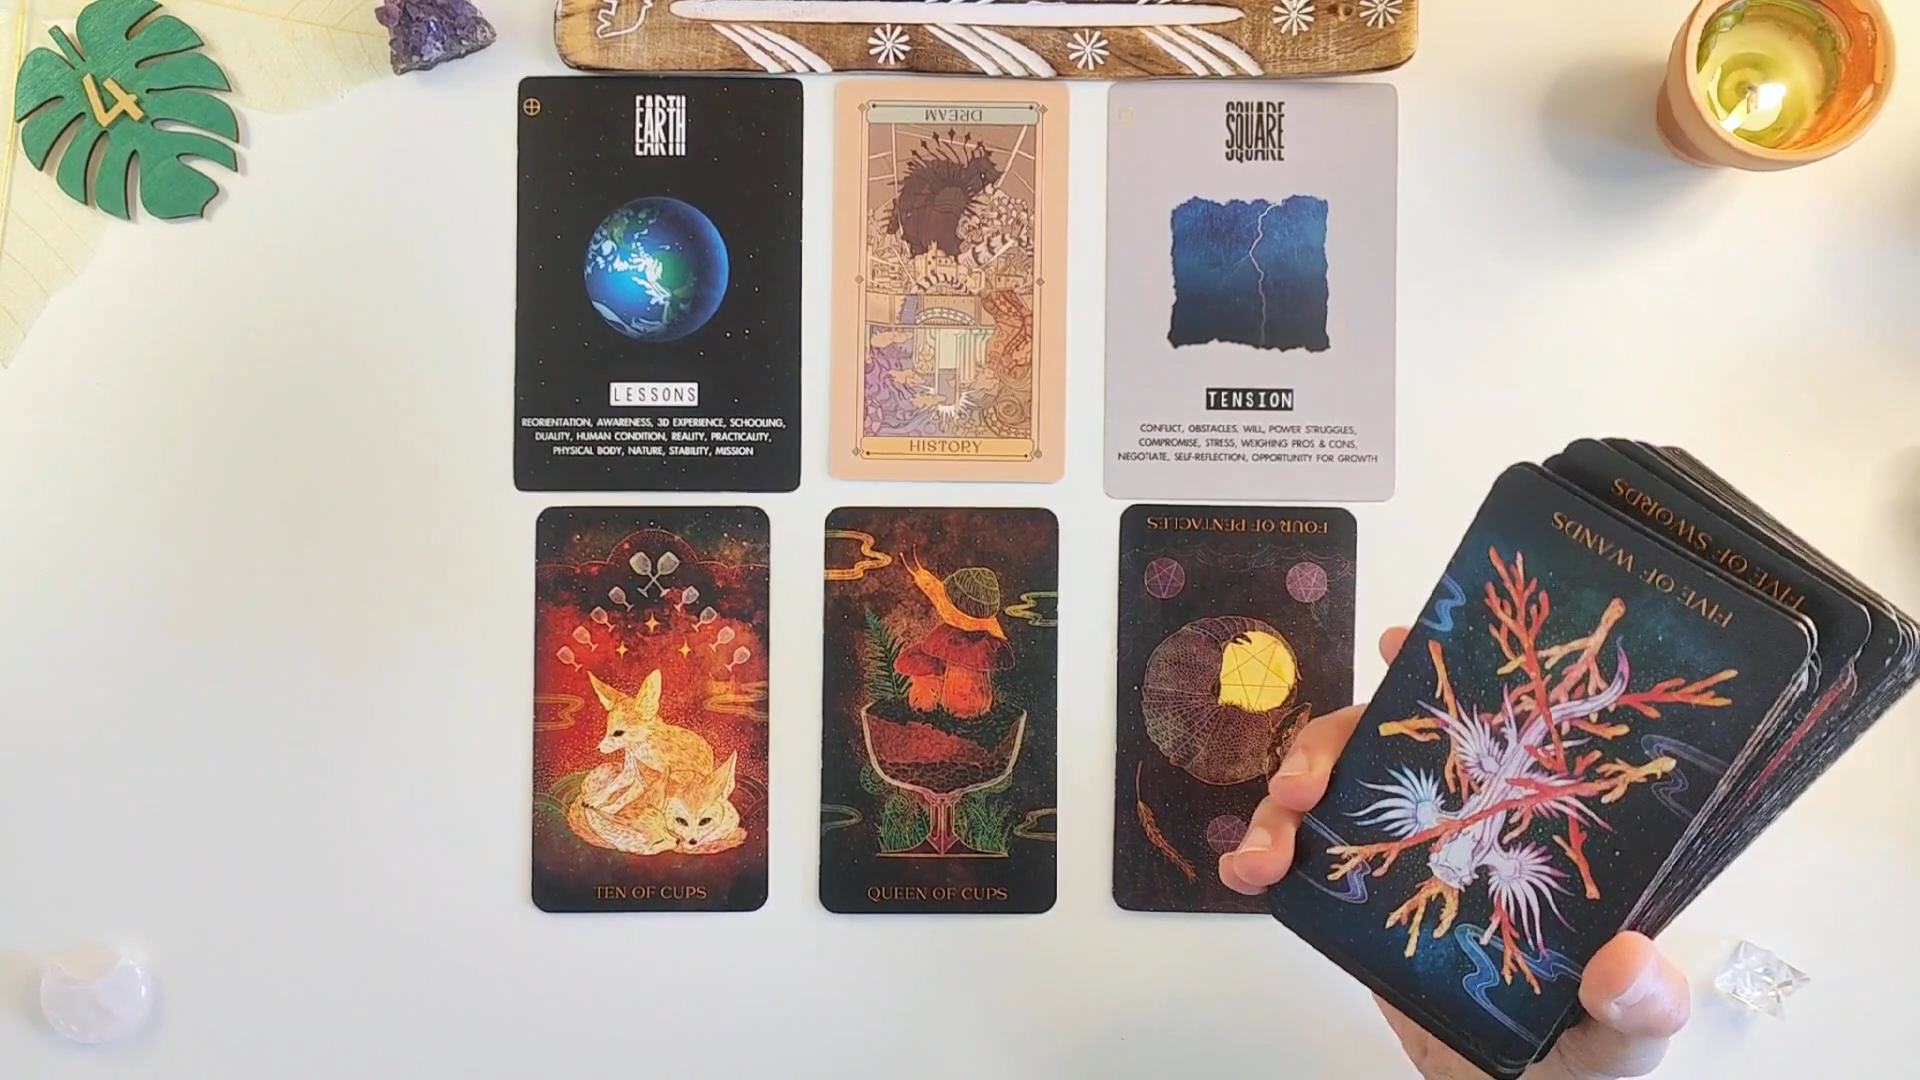 4
EARTH
LESSONS
REORIENTATION, AWARENESS, 3D EXPERIENCE, SCHOOLING,
DUALITY, HUMAN CONDITION, REALITY, PRACTICALITY,
PHYSICAL BODY, NATURE, STABILITY, MISSION
DREAM
HISTORY
SQUARE
TENSION
CONFLICT, OBSTACLES, WILL, POWER STRUGGLES,
COMPROMISE, STRESS, WEIGHING PROS & CONS,
NEGOTIATE, SELF-REFLECTION, OPPORTUNITY FOR GROWTH
TEN OF CUPS
QUEEN OF CUPS
FOUR OF PENTACLES
FIVE OF WANDS
FIVE OF SWORDS